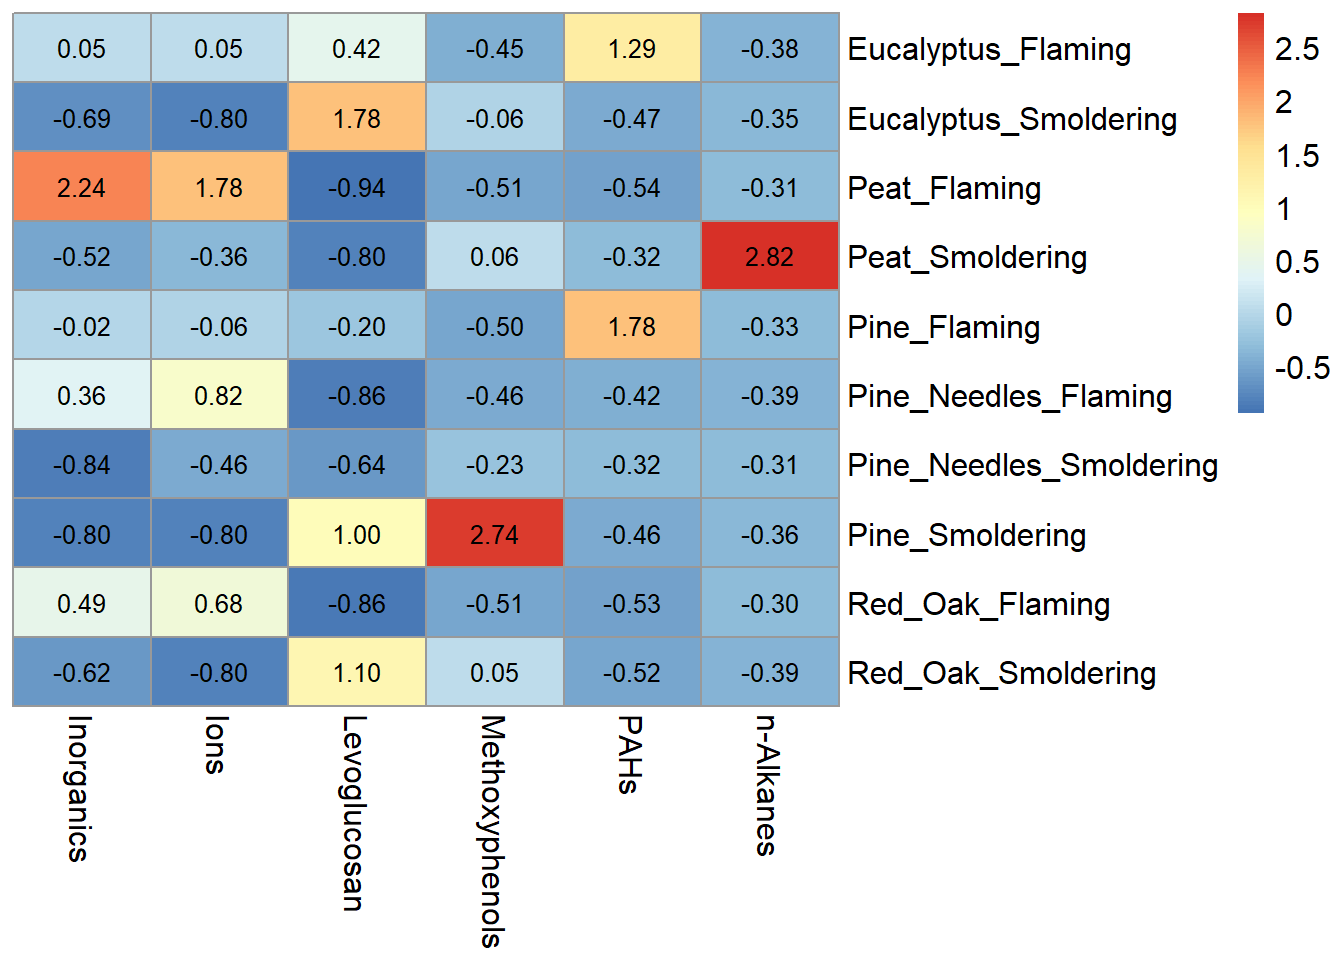 0.05 0.05 0.42 -0.45 1.29 -0.38 Eucalyptus_Flaming
-0.69 -0.80 1.78 -0.06 -0.47 -0.35 Eucalyptus_Smoldering
2.24 1.78 -0.94 -0.51 -0.54 -0.31 Peat_Flaming
-0.52 -0.36 -0.80 0.06 -0.32 2.82 Peat_Smoldering
-0.02 -0.06 -0.20 -0.50 1.78 -0.33 Pine_Flaming
0.36 0.82 -0.86 -0.46 -0.42 -0.39 Pine_Needles_Flaming
-0.84 -0.46 -0.64 -0.23 -0.32 -0.31 Pine_Needles_Smoldering
-0.80 -0.80 1.00 2.74 -0.46 -0.36 Pine_Smoldering
0.49 0.68 -0.86 -0.51 -0.53 -0.30 Red_Oak_Flaming
-0.62 -0.80 1.10 0.05 -0.52 -0.39 Red_Oak_Smoldering
Inorganics
Ions
Levoglucosan
Methoxyphenols
PAHs
n-Alkanes
2.5
2
1.5
1
0.5
0
-0.5